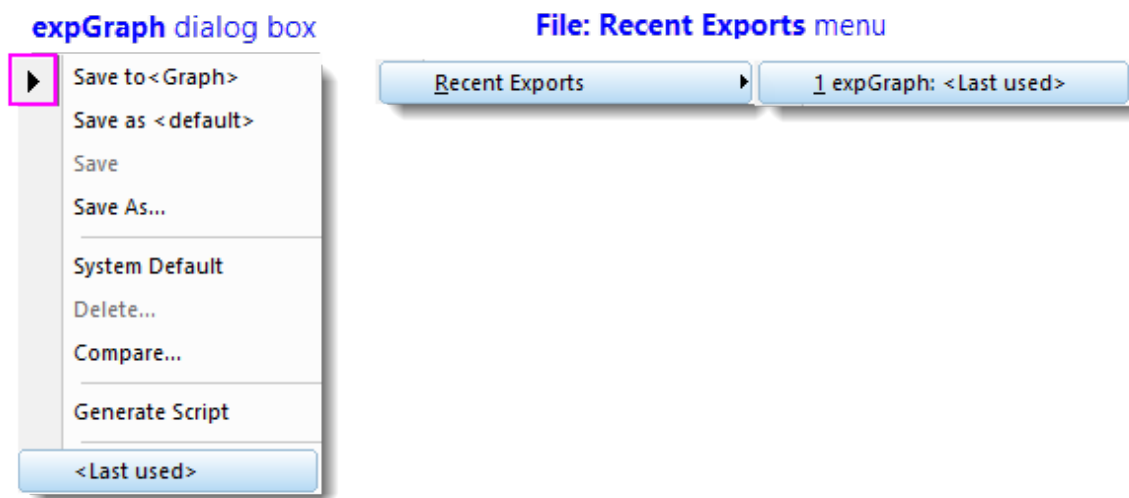 expGraph dialog box
Save to<Graph>
Save as <default>
Save
Save As...
System Default
Delete...
Compare...
Generate Script
<Last used>
File: Recent Exports menu
Recent Exports
1 expGraph: <Last used>